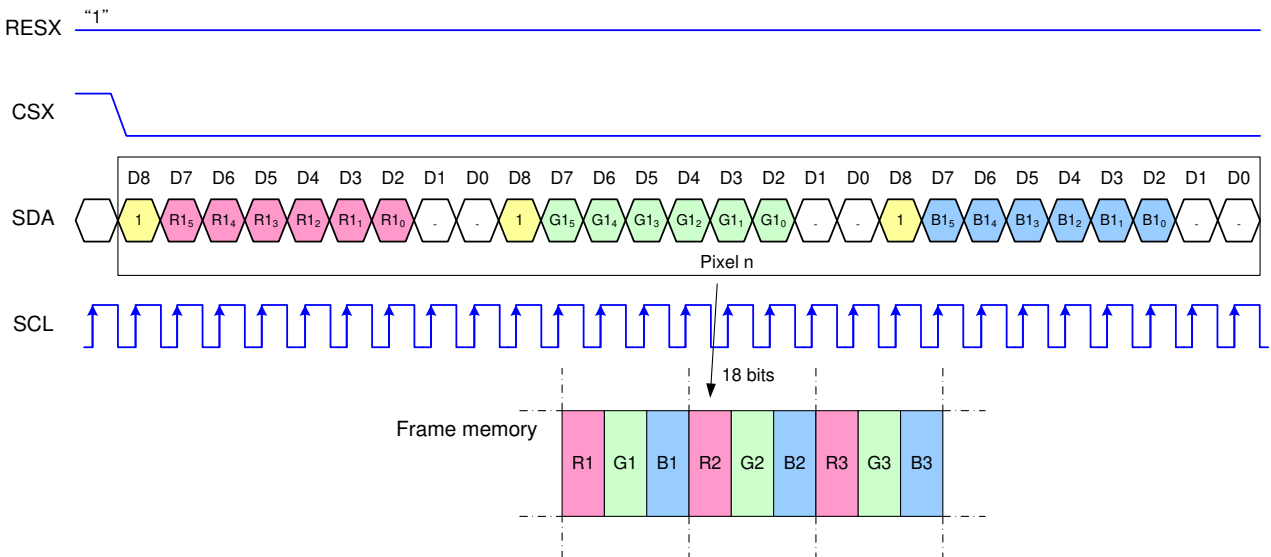 RESX
“1”
CSX
D8 D7 D6 D5 D4 D3 D2 D1 D0 D8 D7 D6 D5 D4 D3 D2 D1 D0 D8 D7 D6 D5 D4 D3 D2 D1 D0
SDA
1 R1₅ R1₄ R1₃ R1₂ R1₁ R1₀ - - 1 G1₅ G1₄ G1₃ G1₂ G1₁ G1₀ - - 1 B1₅ B1₄ B1₃ B1₂ B1₁ B1₀ - -
Pixel n
SCL
18 bits
Frame memory
R1 G1 B1 R2 G2 B2 R3 G3 B3